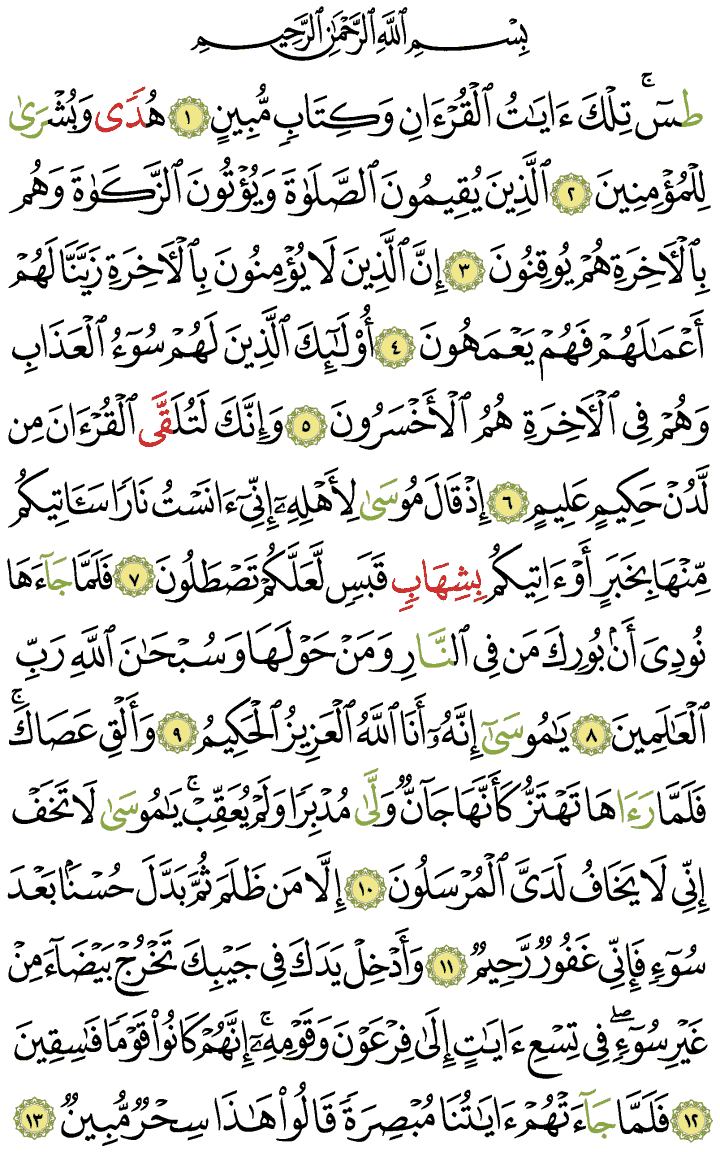 بِسْمِ اللَّهِ الرَّحْمَٰنِ الرَّحِيمِ
طسٓۚ تِلْكَ ءَايَٰتُ ٱلْقُرْءَانِ وَكِتَابٖ مُّبِينٍ ١ هُدٗى وَبُشْرَىٰ
لِلْمُؤْمِنِينَ ٢ ٱلَّذِينَ يُقِيمُونَ ٱلصَّلَوٰةَ وَيُؤْتُونَ ٱلزَّكَوٰةَ وَهُم
بِٱلْأٓخِرَةِ هُمْ يُوقِنُونَ ٣ إِنَّ ٱلَّذِينَ لَا يُؤْمِنُونَ بِٱلْأٓخِرَةِ زَيَّنَّا لَهُمْ
أَعْمَٰلَهُمْ فَهُمْ يَعْمَهُونَ ٤ أُوْلَٰٓئِكَ ٱلَّذِينَ لَهُمْ سُوٓءُ ٱلْعَذَابِ
وَهُمْ فِي ٱلْأٓخِرَةِ هُمُ ٱلْأَخْسَرُونَ ٥ وَإِنَّكَ لَتُلَقَّى ٱلْقُرْءَانَ مِن
لَّدُنْ حَكِيمٍ عَلِيمٍ ٦ إِذْ قَالَ مُوسَىٰ لِأَهْلِهِۦٓ إِنِّيٓ ءَانَسْتُ نَارٗا سَـَٔاتِيكُم
مِّنْهَا بِخَبَرٍ أَوْ ءَاتِيكُم بِشِهَابِ قَبَسٖ لَّعَلَّكُمْ تَصْطَلُونَ ٧ فَلَمَّا جَآءَهَا
نُودِيَ أَنۢ بُورِكَ مَن فِي ٱلنَّارِ وَمَنْ حَوْلَهَا وَسُبْحَٰنَ ٱللَّهِ رَبِّ
ٱلْعَٰلَمِينَ ٨ يَٰمُوسَىٰٓ إِنَّهُۥٓ أَنَا ٱللَّهُ ٱلْعَزِيزُ ٱلْحَكِيمُ ٩ وَأَلْقِ عَصَاكَۚ
فَلَمَّا رَءَاهَا تَهْتَزُّ كَأَنَّهَا جَآنّٞ وَلَّىٰ مُدْبِرٗا وَلَمْ يُعَقِّبْۚ يَٰمُوسَىٰ لَا تَخَفْ
إِنِّي لَا يَخَافُ لَدَيَّ ٱلْمُرْسَلُونَ ١٠ إِلَّا مَن ظَلَمَ ثُمَّ بَدَّلَ حُسْنَۢا بَعْدَ
سُوٓءٖ فَإِنِّي غَفُورٞ رَّحِيمٞ ١١ وَأَدْخِلْ يَدَكَ فِي جَيْبِكَ تَخْرُجْ بَيْضَآءَ مِنْ
غَيْرِ سُوٓءٖۖ فِي تِسْعِ ءَايَٰتٍ إِلَىٰ فِرْعَوْنَ وَقَوْمِهِۦٓۚ إِنَّهُمْ كَانُواْ قَوْمٗا فَٰسِقِينَ
١٢ فَلَمَّا جَآءَتْهُمْ ءَايَٰتُنَا مُبْصِرَةٗ قَالُواْ هَٰذَا سِحْرٞ مُّبِينٞ ١٣